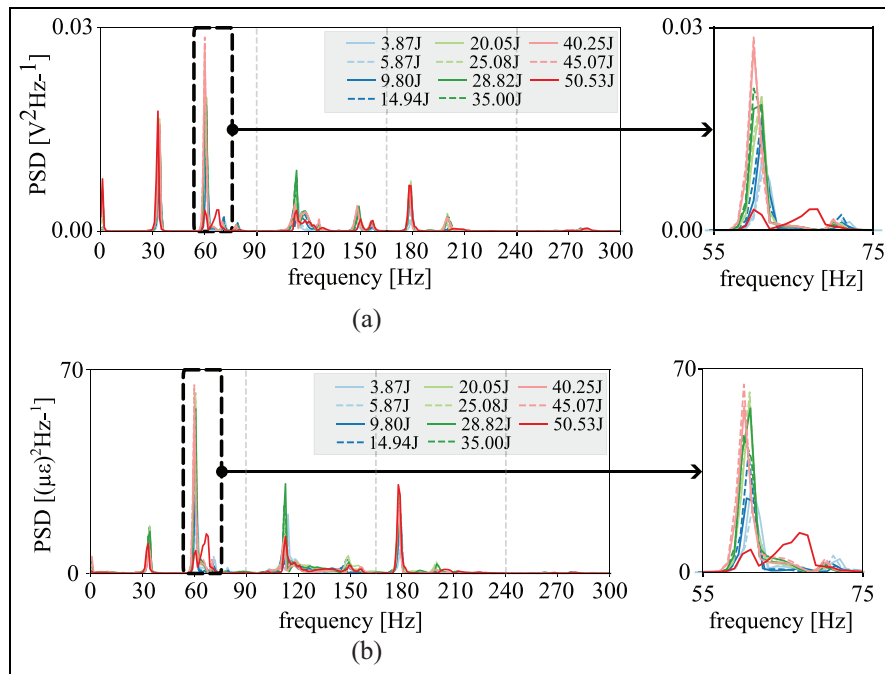 0.03
PSD [V²Hz-¹]
0.00
3.87J 20.05J 40.25J
5.87J 25.08J 45.07J
9.80J 28.82J 50.53J
14.94J 35.00J
0 30 60 90 120 150 180 210 240 270 300
frequency [Hz]
0.03
0.00
55 75
frequency [Hz]
(a)
70
PSD [(με)²Hz-¹]
0
3.87J 20.05J 40.25J
5.87J 25.08J 45.07J
9.80J 28.82J 50.53J
14.94J 35.00J
0 30 60 90 120 150 180 210 240 270 300
frequency [Hz]
70
0
55 75
frequency [Hz]
(b)